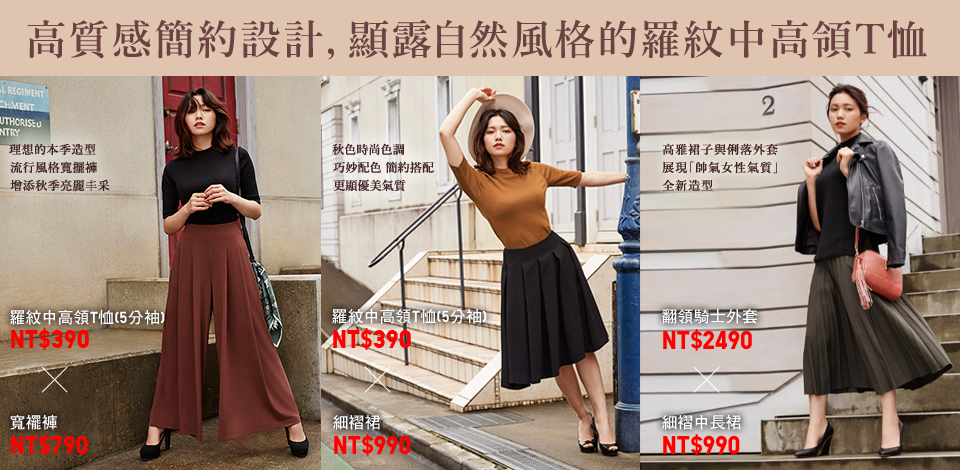 高質感簡約設計, 顯露自然風格的羅紋中高領T恤
L REGIMENT
CHMENT
UTHORISED
NTRY
理想的本季造型
流行風格寬襬褲
增添秋季亮麗丰采
羅紋中高領T恤(5分袖)
NT$390
寬襬褲
NT$790
秋色時尚色調
巧妙配色 簡約搭配
更顯優美氣質
羅紋中高領T恤(5分袖)
NT$390
細褶裙
NT$990
2
高雅裙子與俐落外套
展現「帥氣女性氣質」
全新造型
翻領騎士外套
NT$2490
細褶中長裙
NT$990